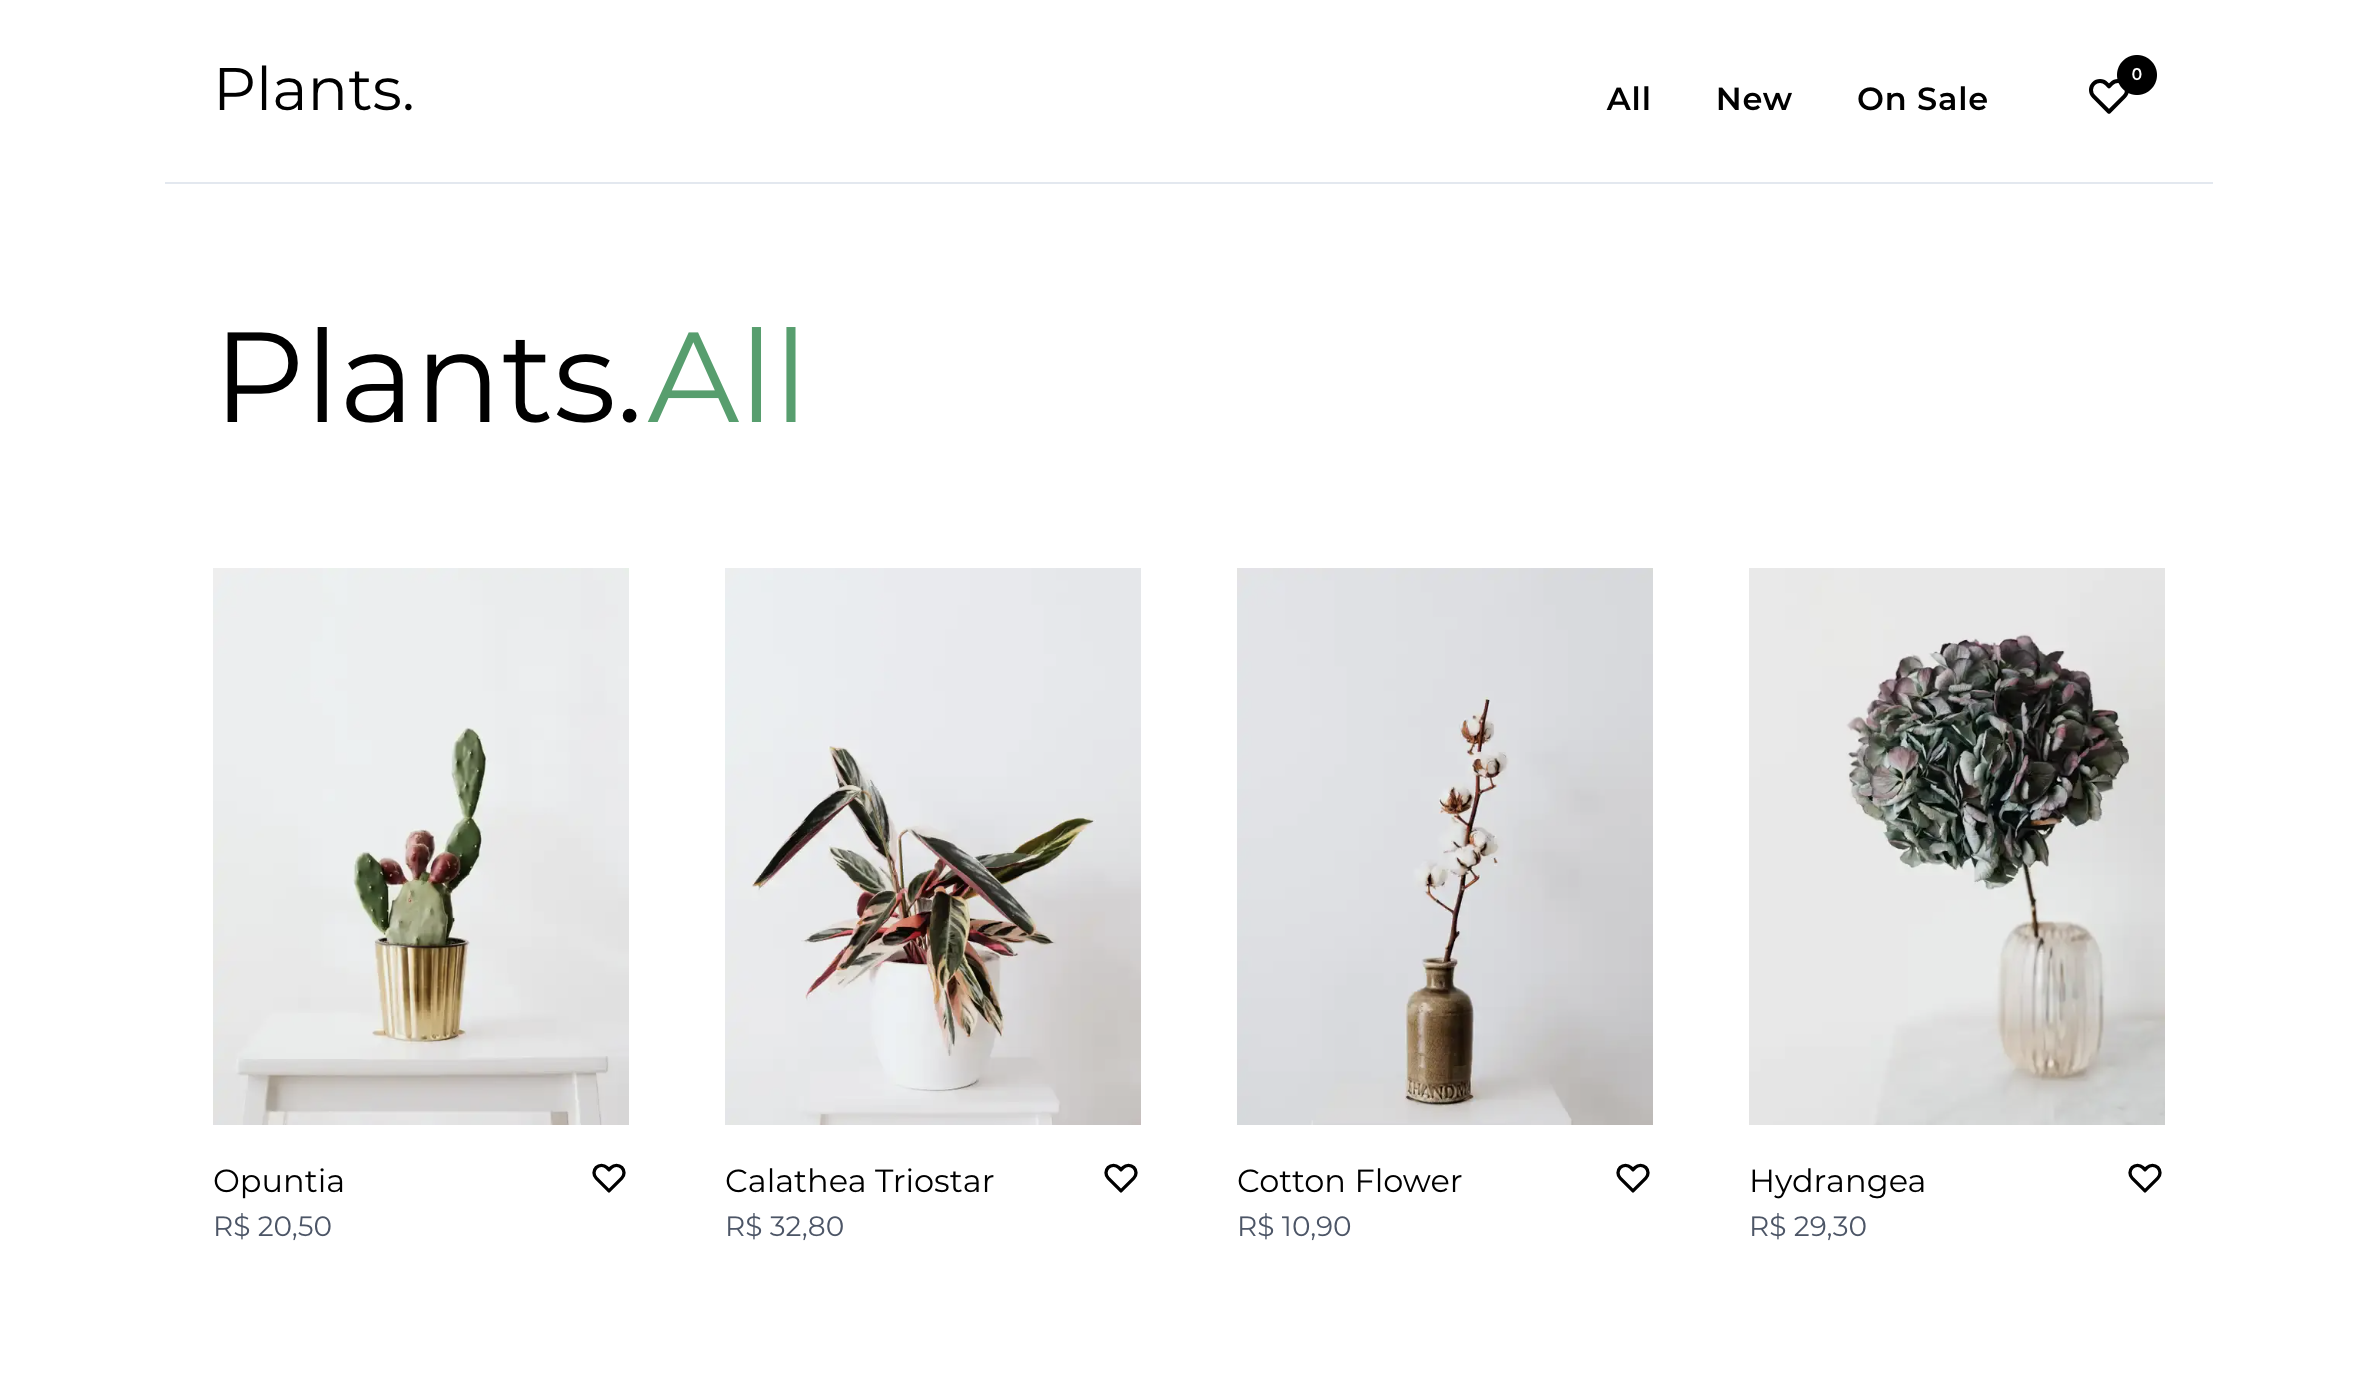 Plants.
All New On Sale 0
Plants.All
Opuntia
R$ 20,50
Calathea Triostar
R$ 32,80
Cotton Flower
R$ 10,90
Hydrangea
R$ 29,30